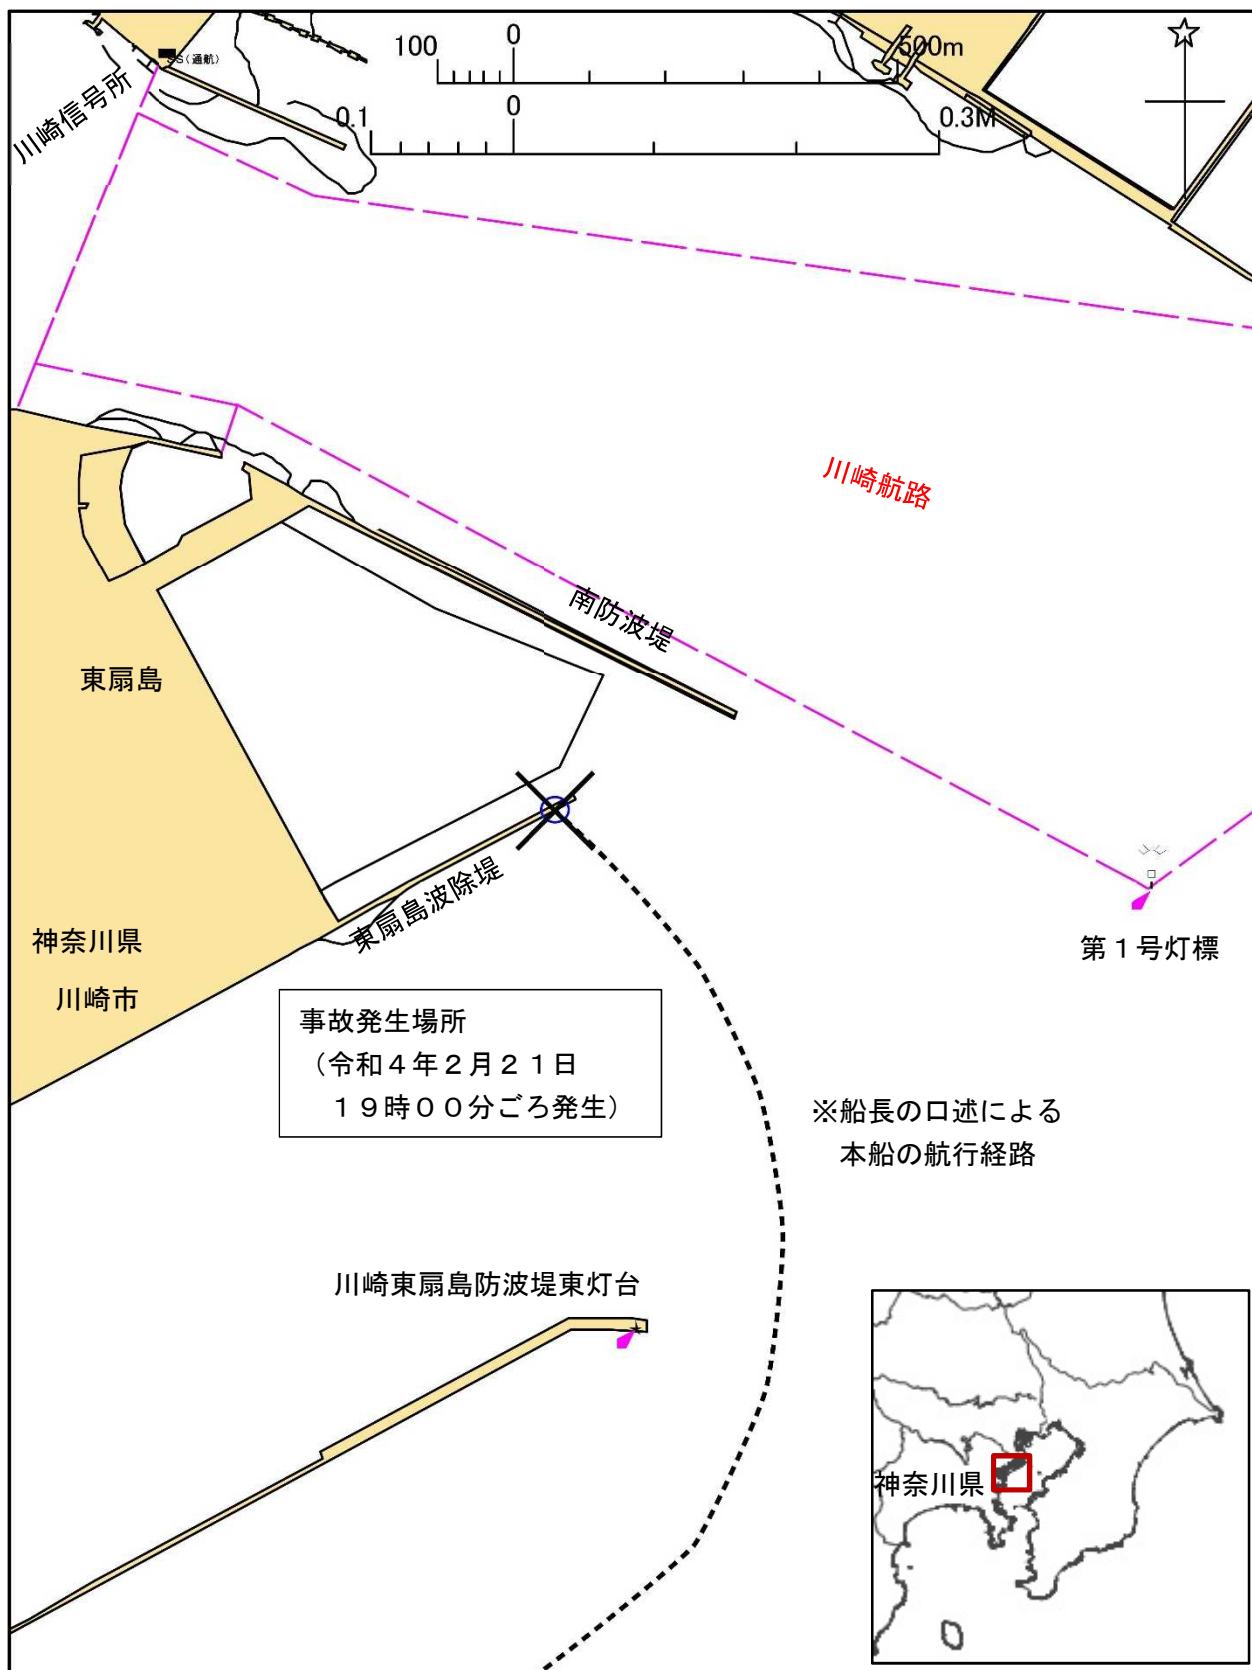 SS(通航)
川崎信号所
100
0
500m
0.1
0
0.3M
川崎航路
南防波堤
東扇島
東扇島波除堤
神奈川県
川崎市
第1号灯標
事故発生場所
（令和４年２月２１日
１９時００分ごろ発生）
※船長の口述による
本船の航行経路
川崎東扇島防波堤東灯台
神奈川県